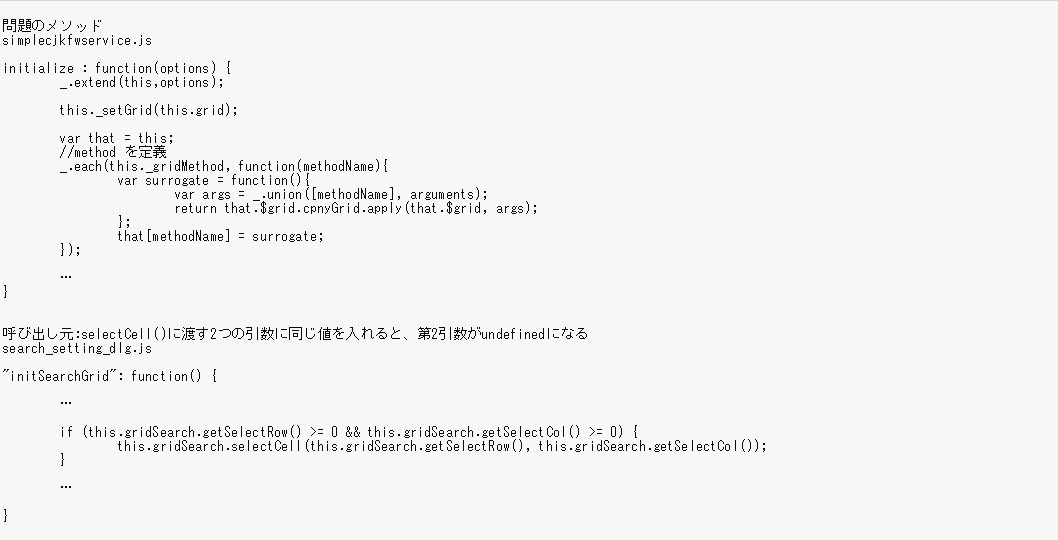 問題のメソッド
simplecjkfwservice.js
initialize : function(options) {
_.extend(this,options);
this._setGrid(this.grid);
var that = this;
//method を定義
_.each(this._gridMethod, function(methodName){
var surrogate = function(){
var args = _.union([methodName], arguments);
return that.$grid.cpnyGrid.apply(that.$grid, args);
};
that[methodName] = surrogate;
});
…
}
呼び出し元:selectCell()に渡す2つの引数に同じ値を入れると、第2引数がundefinedになる
search_setting_dlg.js
"initSearchGrid": function() {
…
if (this.gridSearch.getSelectRow() >= 0 && this.gridSearch.getSelectCol() >= 0) {
this.gridSearch.selectCell(this.gridSearch.getSelectRow(), this.gridSearch.getSelectCol());
}
…
}